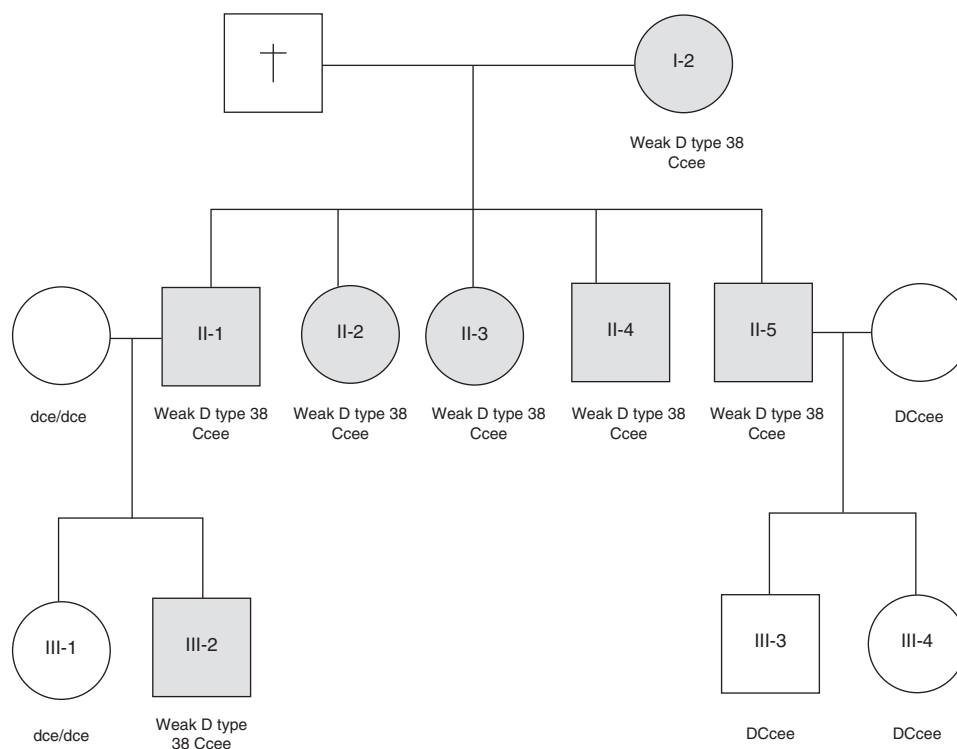 I-2
Weak D type 38
Ccee
II-1
II-2
II-3
II-4
II-5
dce/dce
Weak D type 38
Ccee
Weak D type 38
Ccee
Weak D type 38
Ccee
Weak D type 38
Ccee
Weak D type 38
Ccee
DCcee
III-1
III-2
III-3
III-4
dce/dce
Weak D type
38 Ccee
DCcee
DCcee